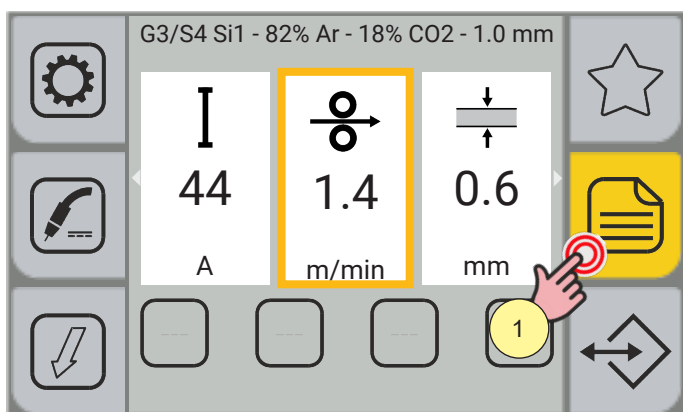 G3/S4 Si1 - 82% Ar - 18% CO2 - 1.0 mm
44 1.4 0.6
A m/min mm
--- --- ---
1